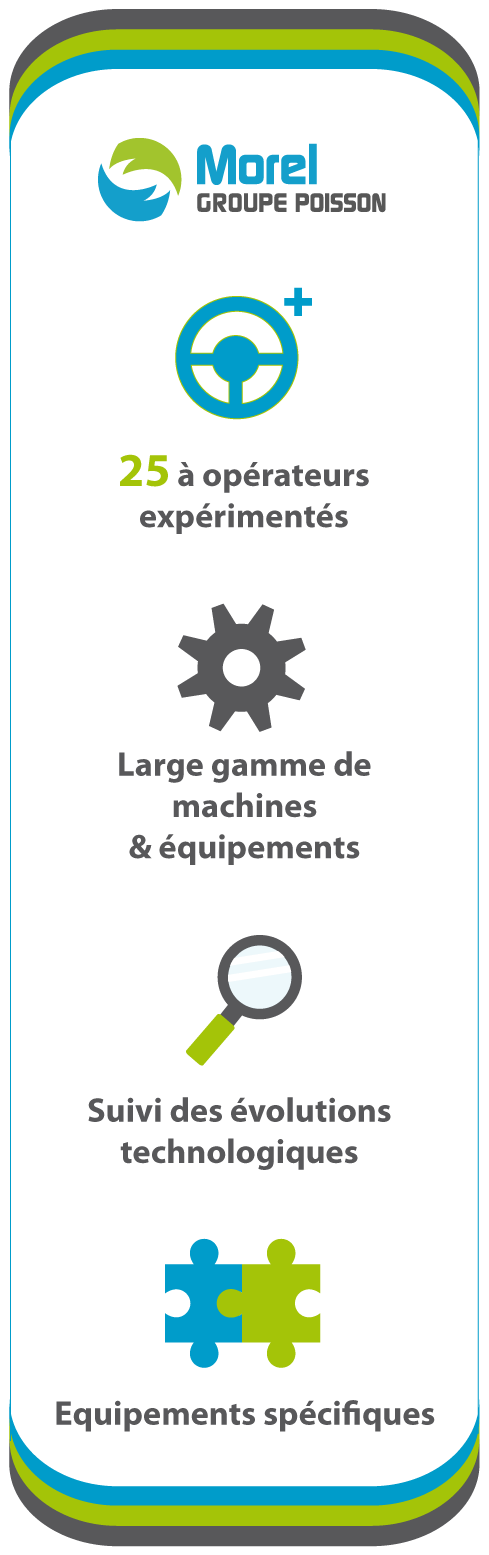 Morel
GROUPE POISSON
25 à opérateurs
expérimentés
Large gamme de
machines
& équipements
Suivi des évolutions
technologiques
Equipements spécifiques